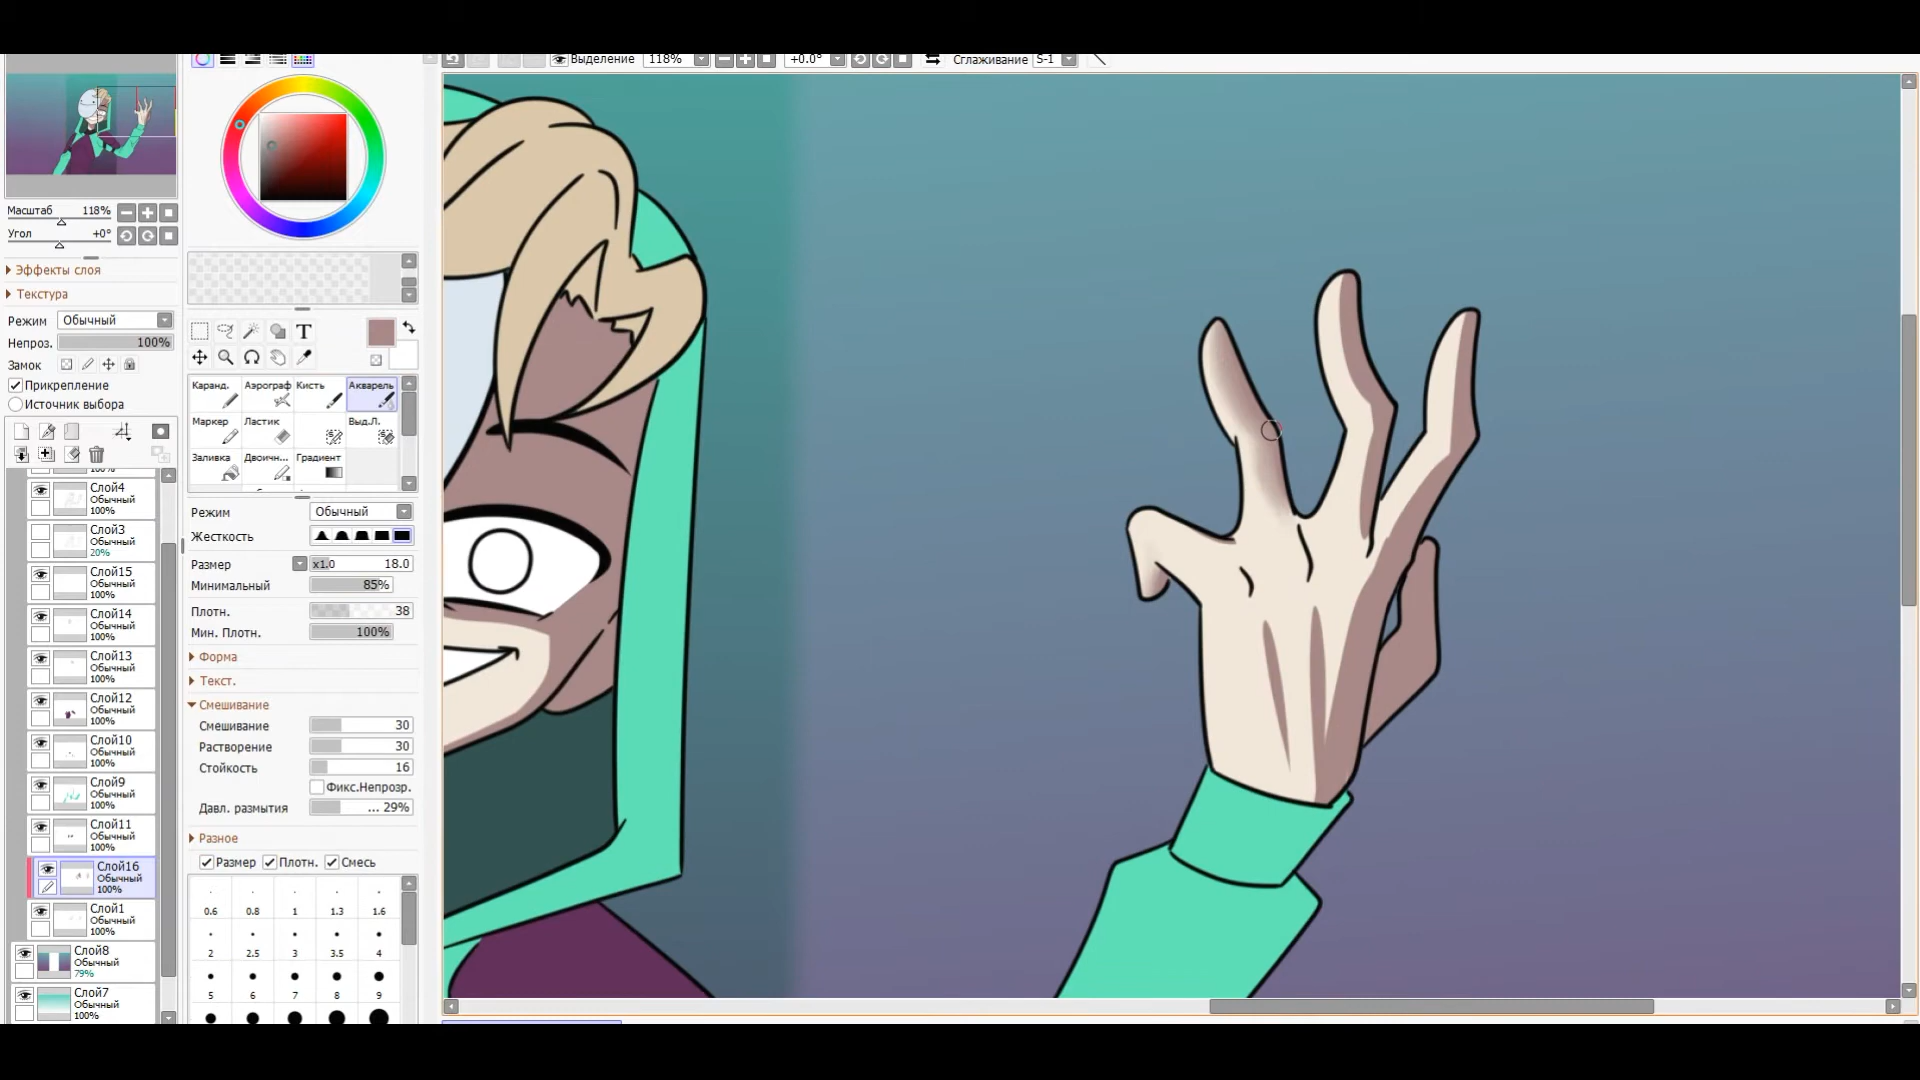 Выделение 118% +0.0° Сглаживание S-1
Масштаб 118%
Угол +0°
Эффекты слоя
Текстура
Режим Обычный
Непроз. 100%
Замок
Прикрепление
Источник выбора
100%
Слой4
Обычный
100%
Слой3
Обычный
20%
Слой15
Обычный
100%
Слой14
Обычный
100%
Слой13
Обычный
100%
Слой12
Обычный
100%
Слой10
Обычный
100%
Слой9
Обычный
100%
Слой11
Обычный
100%
Слой16
Обычный
100%
Слой1
Обычный
100%
Слой8
Обычный
79%
Слой7
Обычный
100%
T
Каранд. Аэрограф Кисть Акварель
Маркер Ластик Выд.Л.
Заливка Двоичн... Градиент
Режим Обычный
Жесткость
Размер x1.0 18.0
Минимальный 85%
Плотн. 38
Мин. Плотн. 100%
Форма
Текст.
Смешивание
Смешивание 30
Растворение 30
Стойкость 16
Фикс.Непрозр.
Давл. размытия ... 29%
Разное
Размер Плотн. Смесь
0.6 0.8 1 1.3 1.6
2 2.5 3 3.5 4
5 6 7 8 9